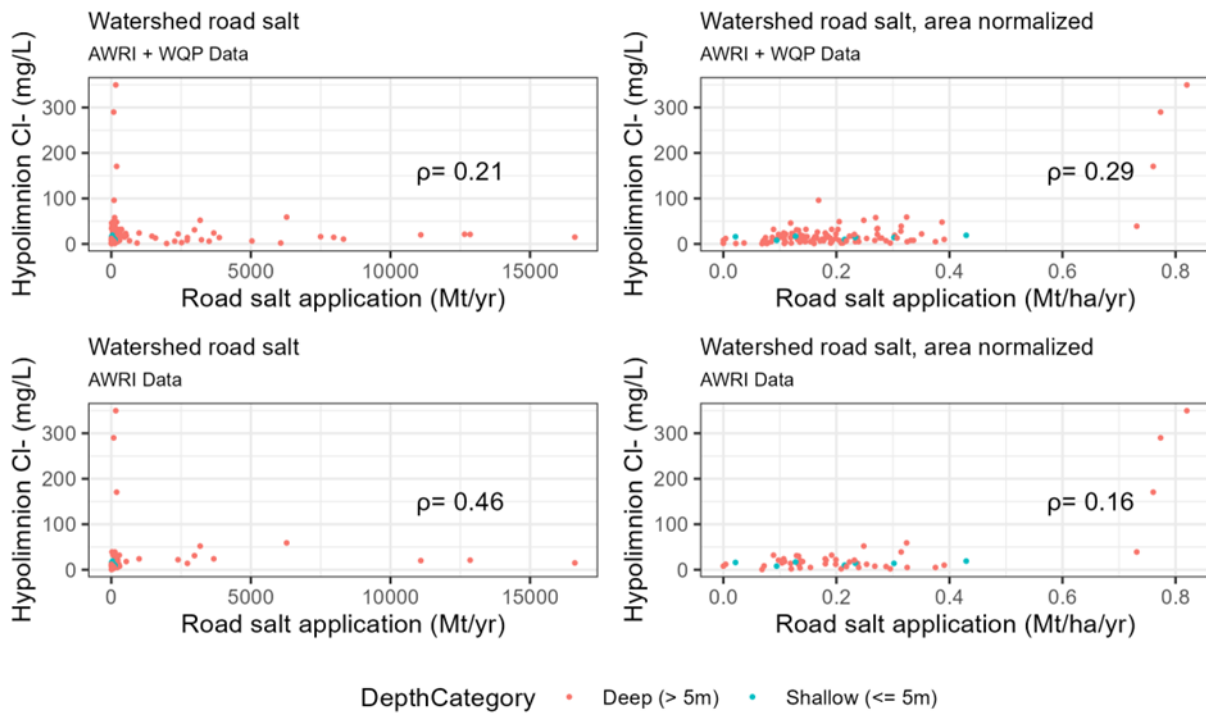 Watershed road salt
AWRI + WQP Data
Hypolimnion Cl- (mg/L)
300
200
100
0
ρ= 0.21
0 5000 10000 15000
Road salt application (Mt/yr)
Watershed road salt, area normalized
AWRI + WQP Data
Hypolimnion Cl- (mg/L)
300
200
100
0
ρ= 0.29
0.0 0.2 0.4 0.6 0.8
Road salt application (Mt/ha/yr)
Watershed road salt
AWRI Data
Hypolimnion Cl- (mg/L)
300
200
100
0
ρ= 0.46
0 5000 10000 15000
Road salt application (Mt/yr)
Watershed road salt, area normalized
AWRI Data
Hypolimnion Cl- (mg/L)
300
200
100
0
ρ= 0.16
0.0 0.2 0.4 0.6 0.8
Road salt application (Mt/ha/yr)
DepthCategory Deep (> 5m) Shallow (<= 5m)